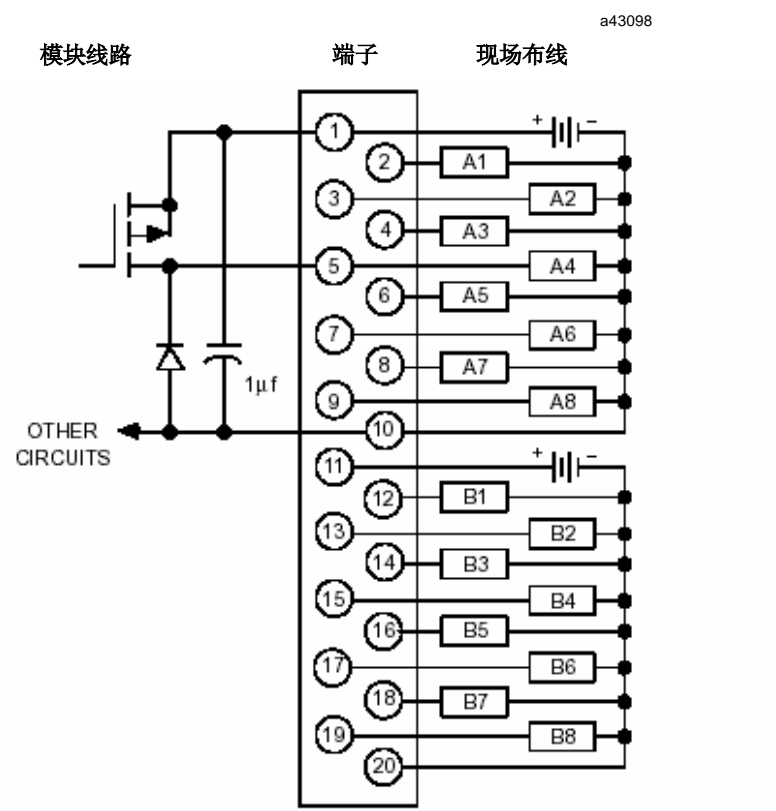 a43098
模块线路 端子 现场布线
1 + −
2 A1
3 A2
4 A3
5 A4
6 A5
7 A6
8 A7
1μf
9 A8
OTHER 10
CIRCUITS
11 + −
12 B1
13 B2
14 B3
15 B4
16 B5
17 B6
18 B7
19 B8
20